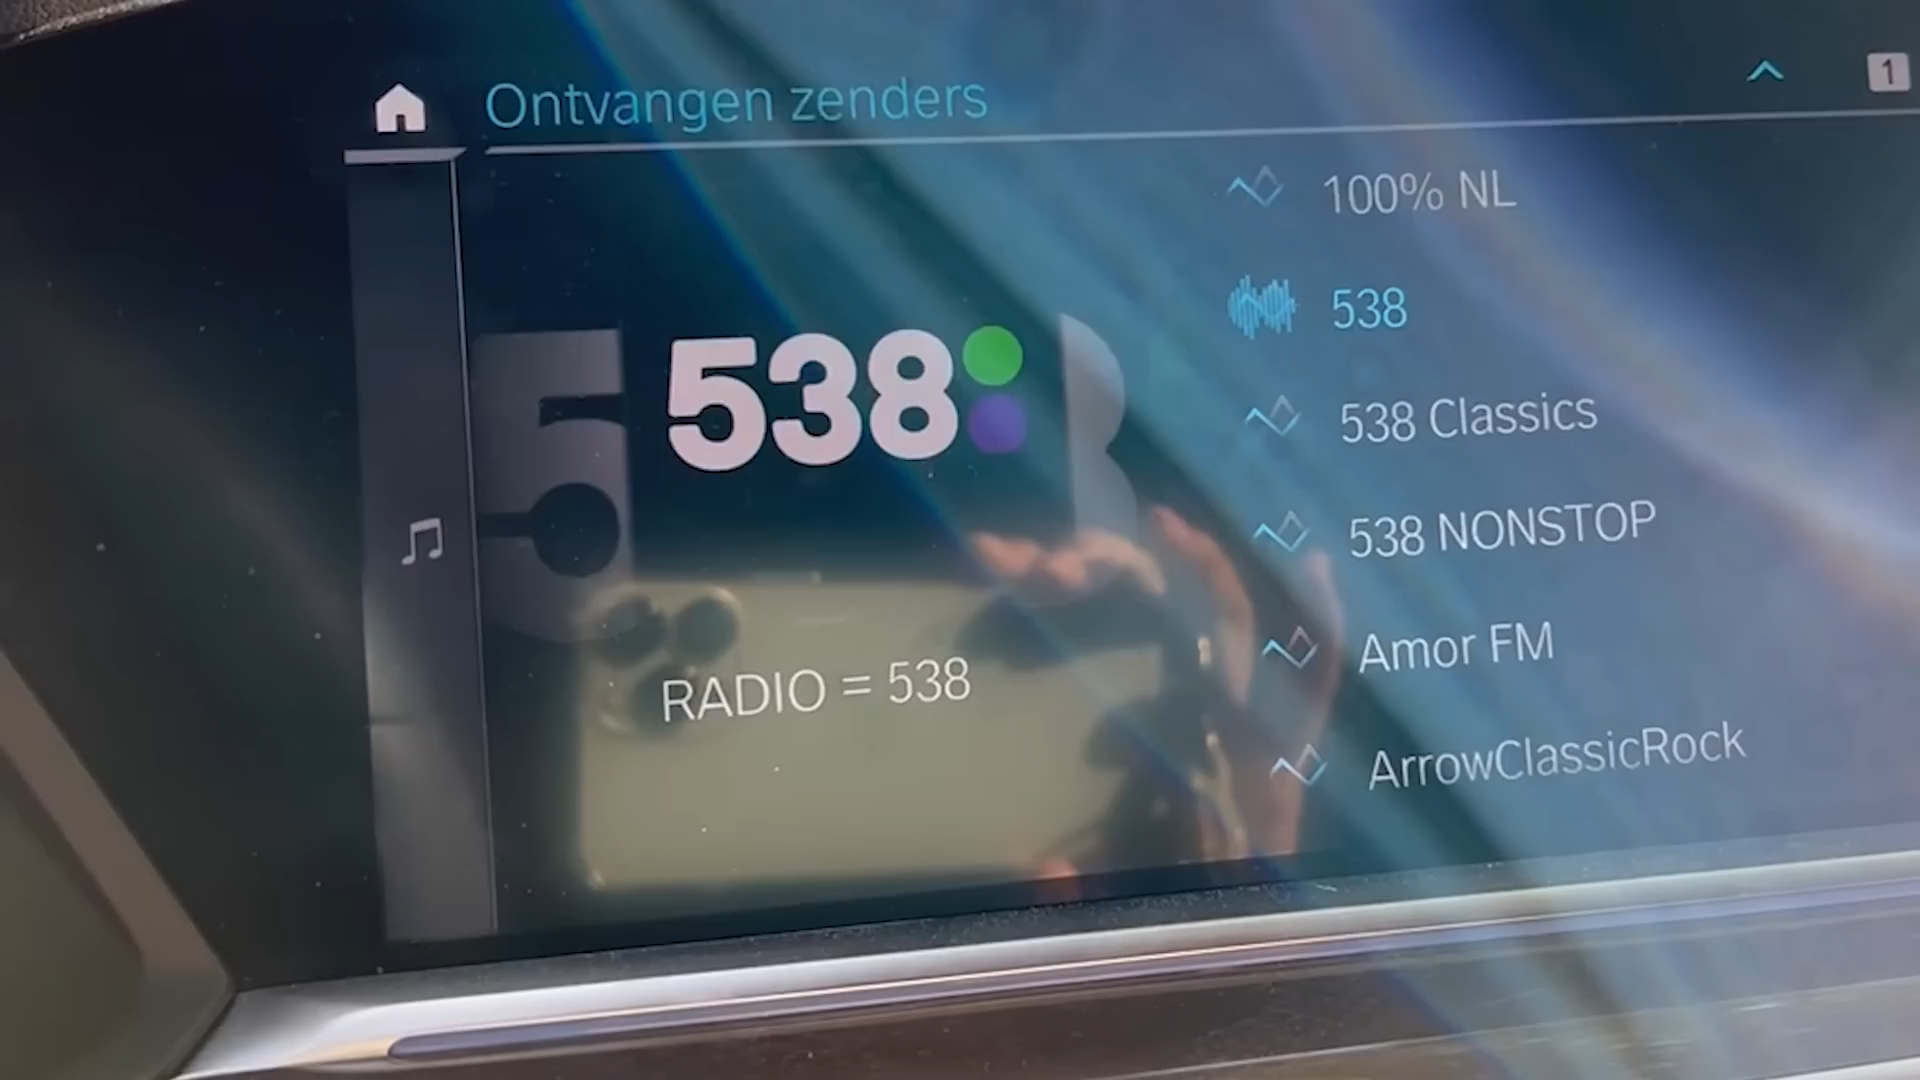 Ontvangen zenders
1
100% NL
538
538
538 Classics
538 NONSTOP
Amor FM
RADIO = 538
ArrowClassicRock